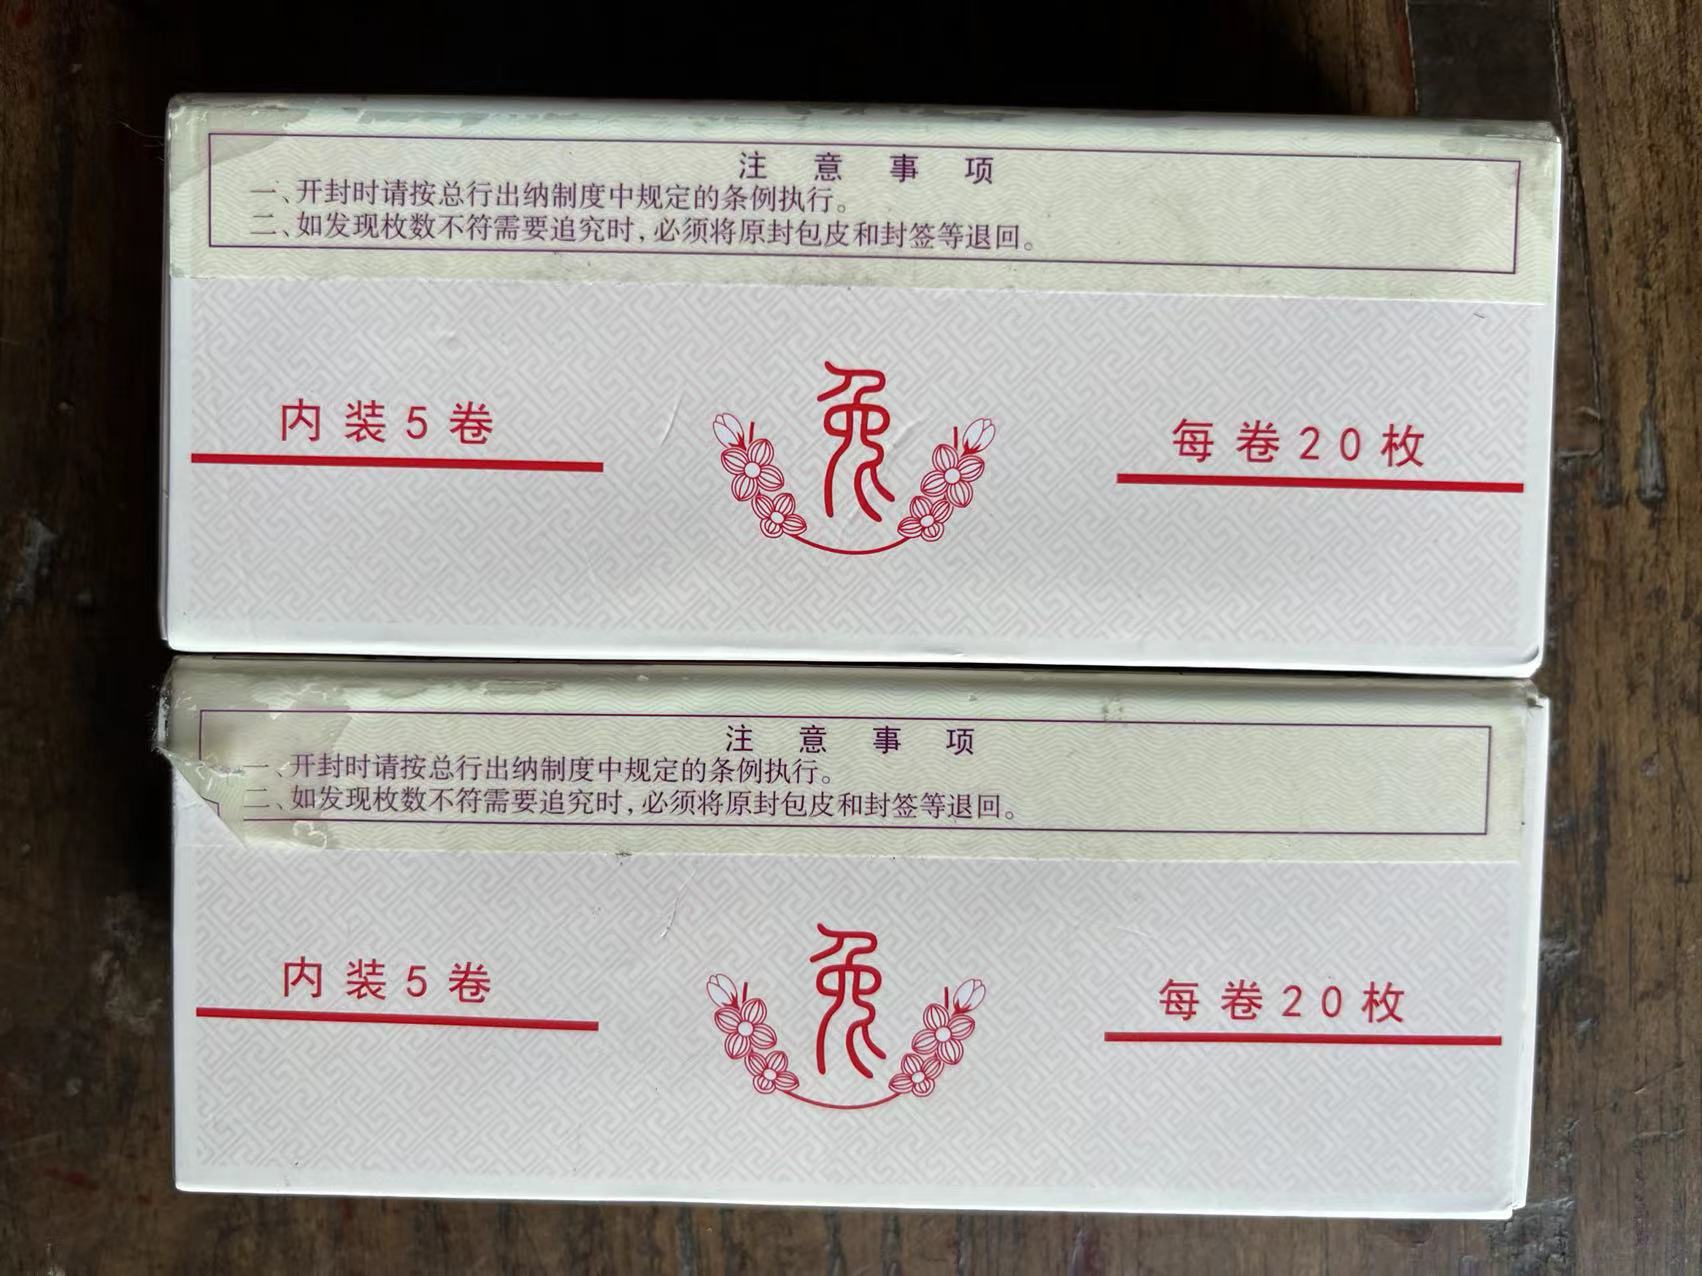 注意事项
一、开封时请按总行出纳制度中规定的条例执行。
二、如发现枚数不符需要追究时，必须将原封包皮和封签等退回。
内装5卷
兔
每卷20枚
注意事项
一、开封时请按总行出纳制度中规定的条例执行。
二、如发现枚数不符需要追究时，必须将原封包皮和封签等退回。
内装5卷
兔
每卷20枚